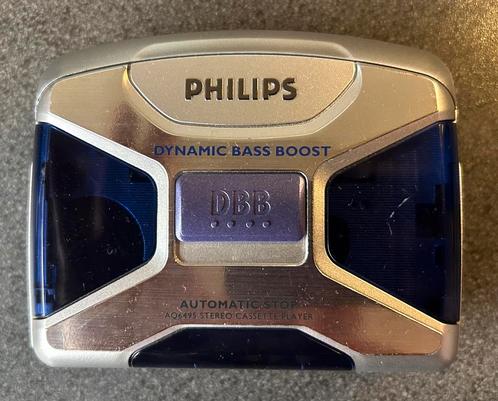 PHILIPS
DYNAMIC BASS BOOST
DBB
AUTOMATIC STOP
AQ6495 STEREO CASSETTE PLAYER